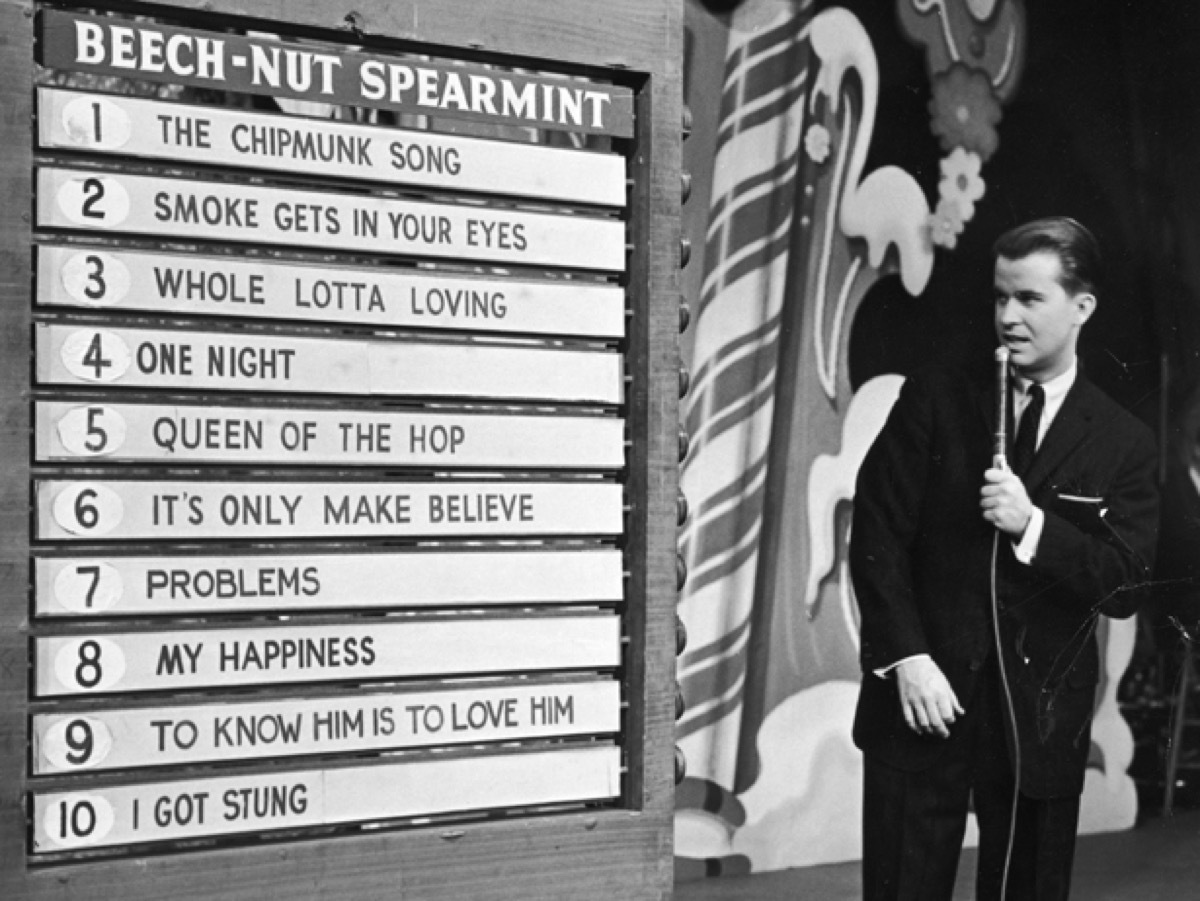 BEECH-NUT SPEARMINT
1 THE CHIPMUNK SONG
2 SMOKE GETS IN YOUR EYES
3 WHOLE LOTTA LOVING
4 ONE NIGHT
5 QUEEN OF THE HOP
6 IT'S ONLY MAKE BELIEVE
7 PROBLEMS
8 MY HAPPINESS
9 TO KNOW HIM IS TO LOVE HIM
10 I GOT STUNG